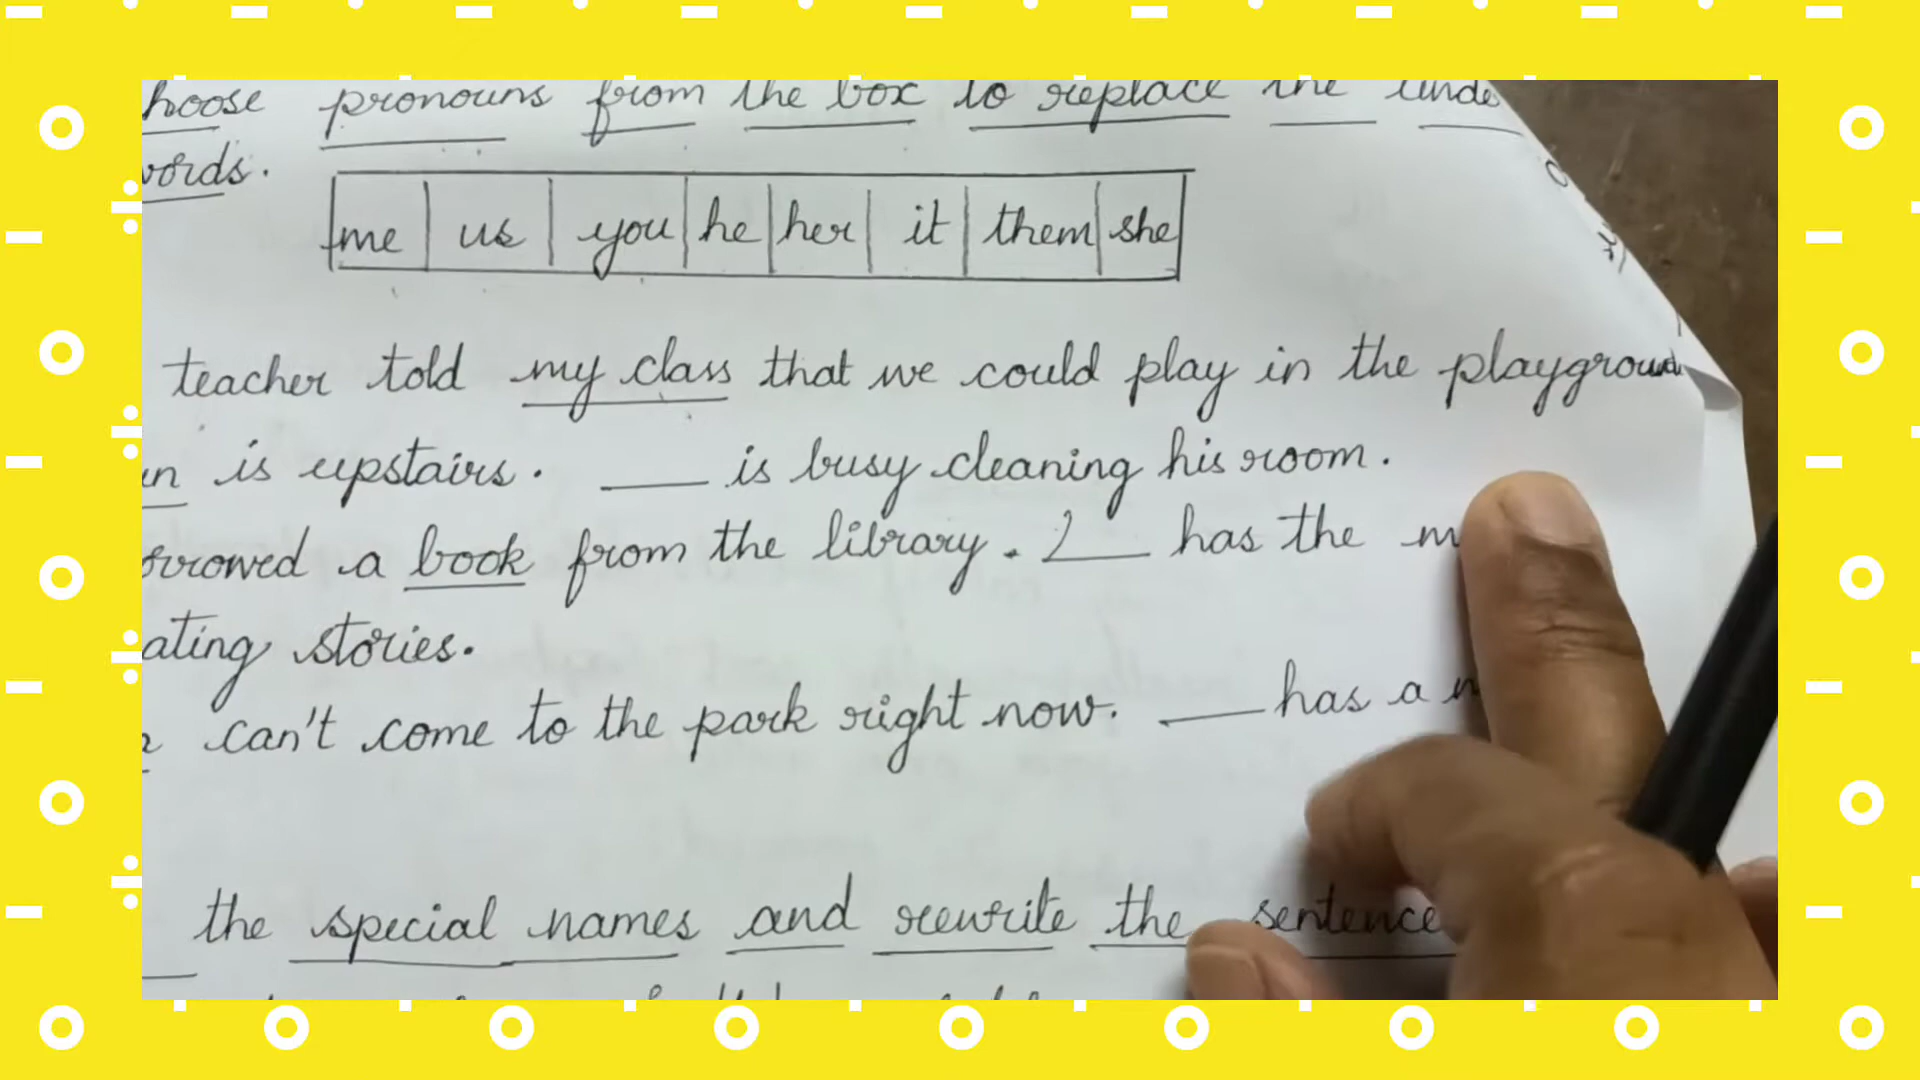 hoose pronouns from the box to replace the unde
words.
me us you he her it them she
teacher told my class that we could play in the playground
is upstairs. ___ is busy cleaning his room.
orrowed a book from the library. ___ has the m
ating stories.
can't come to the park right now. ___ has a
the special names and rewrite the sentence